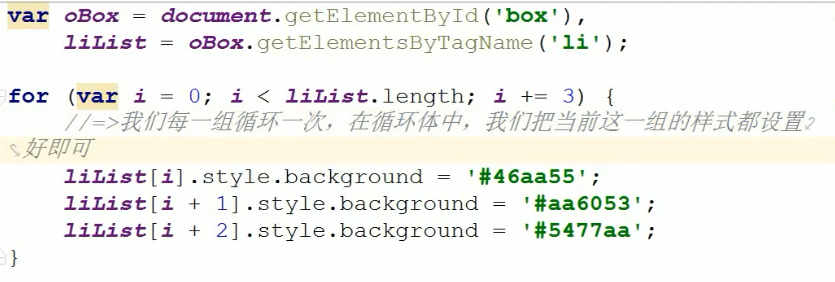 var oBox = document.getElementById('box'),
    liList = oBox.getElementsByTagName('li');

for (var i = 0; i < liList.length; i += 3) {
    //=>我们每一组循环一次，在循环体中，我们把当前这一组的样式都设置
好即可
    liList[i].style.background = '#46aa55';
    liList[i + 1].style.background = '#aa6053';
    liList[i + 2].style.background = '#5477aa';
}